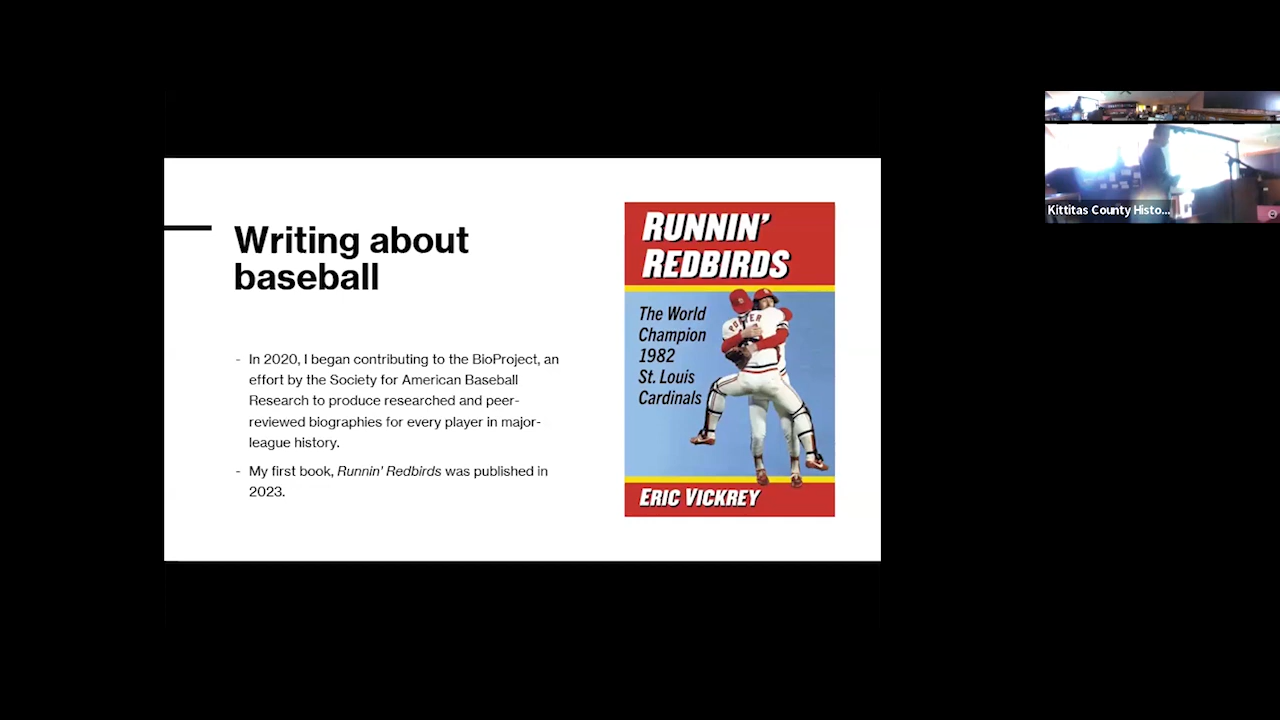 Writing about
baseball
- In 2020, I began contributing to the BioProject, an
effort by the Society for American Baseball
Research to produce researched and peer-
reviewed biographies for every player in major-
league history.
- My first book, Runnin' Redbirds was published in
2023.
RUNNIN'
REDBIRDS
The World
Champion
1982
St. Louis
Cardinals
ERIC VICKREY
Kittitas County Histo...